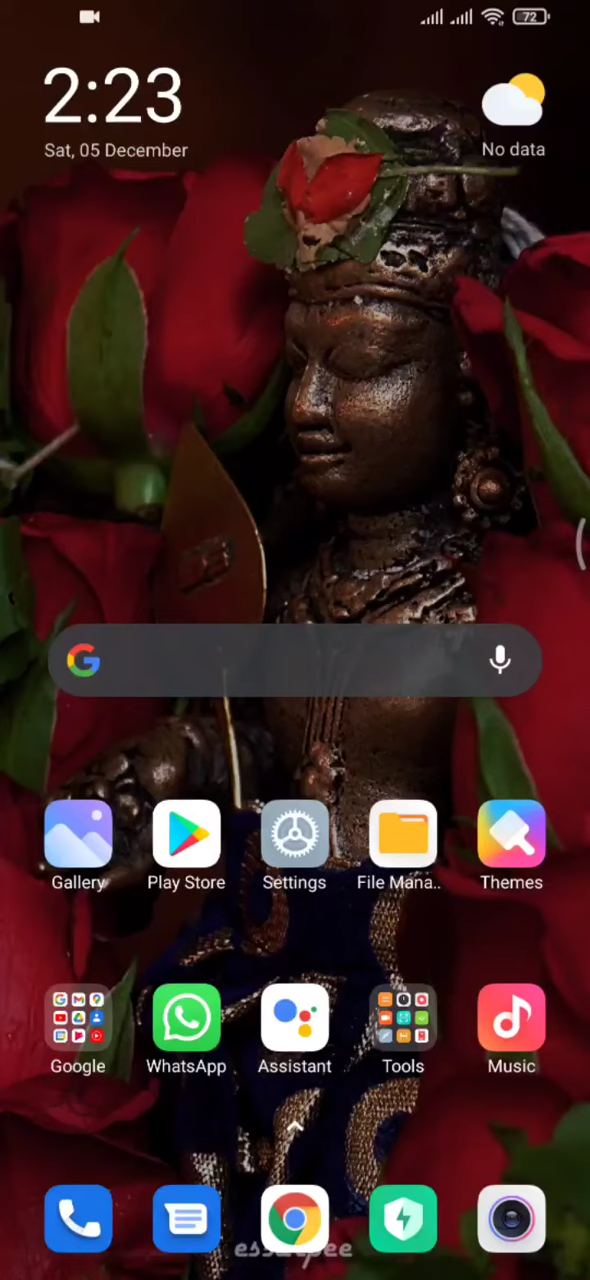 72
2:23
Sat, 05 December
No data
Gallery
Play Store
Settings
File Mana..
Themes
Google
WhatsApp
Assistant
Tools
Music